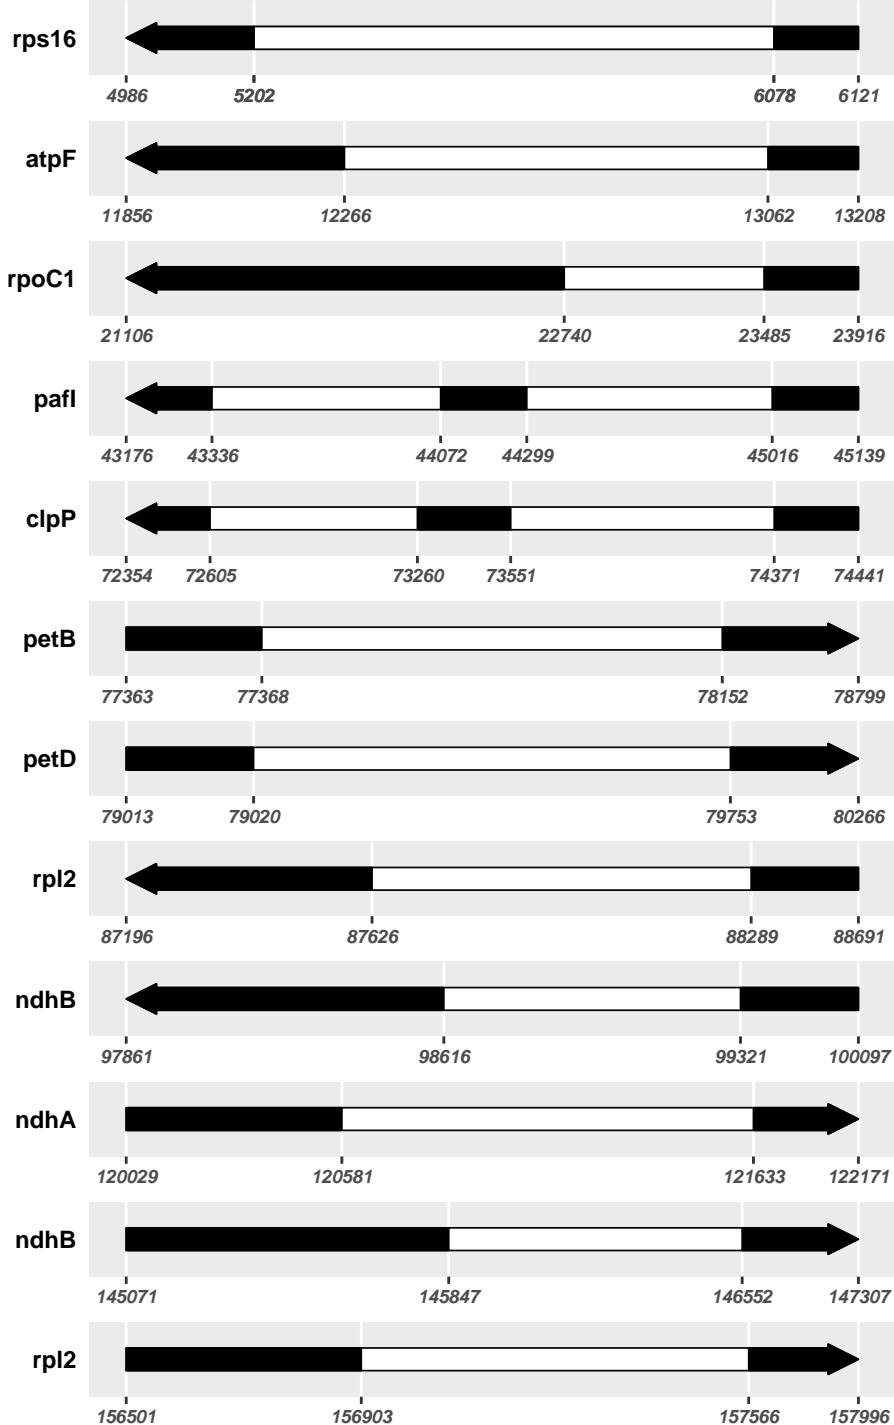 rps16
4986 5202 6078 6121
atpF
11856 12266 13062 13208
rpoC1
21106 22740 23485 23916
pafI
43176 43336 44072 44299 45016 45139
clpP
72354 72605 73260 73551 74371 74441
petB
77363 77368 78152 78799
petD
79013 79020 79753 80266
rpl2
87196 87626 88289 88691
ndhB
97861 98616 99321 100097
ndhA
120029 120581 121633 122171
ndhB
145071 145847 146552 147307
rpl2
156501 156903 157566 157996